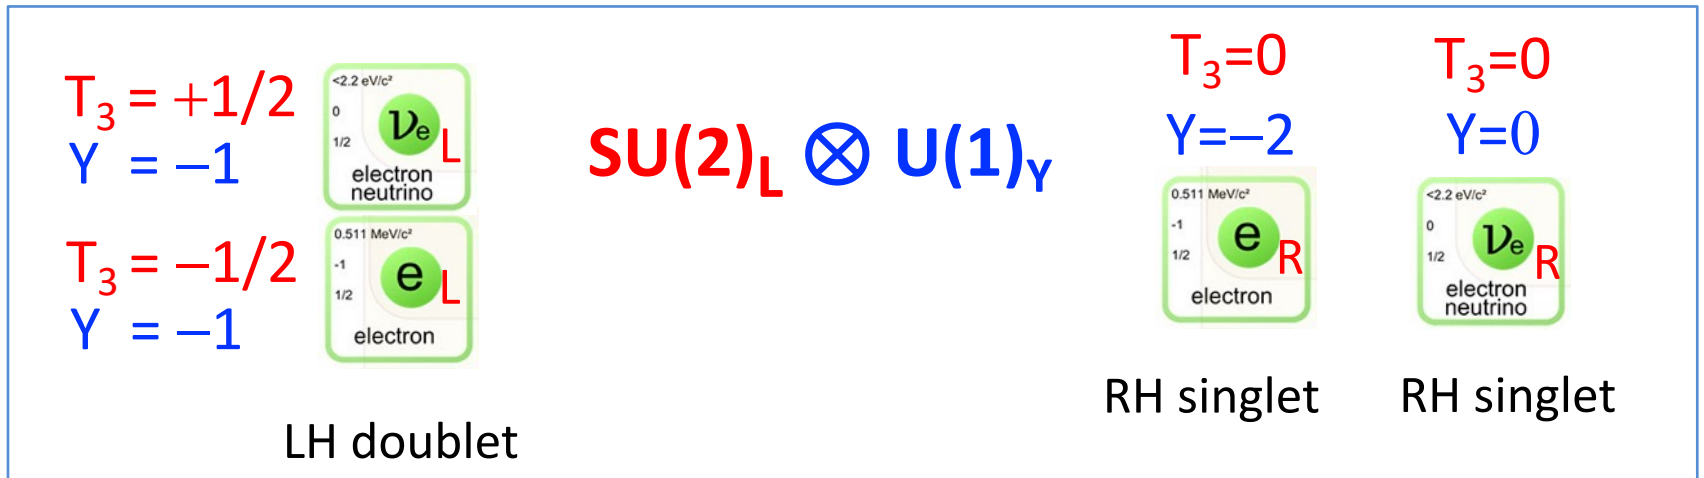 T₃ = +1/2
Y = −1
<2.2 eV/c²
0
1/2
νe L
electron
neutrino
T₃ = −1/2
Y = −1
0.511 MeV/c²
-1
1/2
e L
electron
LH doublet
SU(2)L ⊗ U(1)Y
T₃=0
Y=−2
0.511 MeV/c²
-1
1/2
e R
electron
RH singlet
T₃=0
Y=0
<2.2 eV/c²
0
1/2
νe R
electron
neutrino
RH singlet